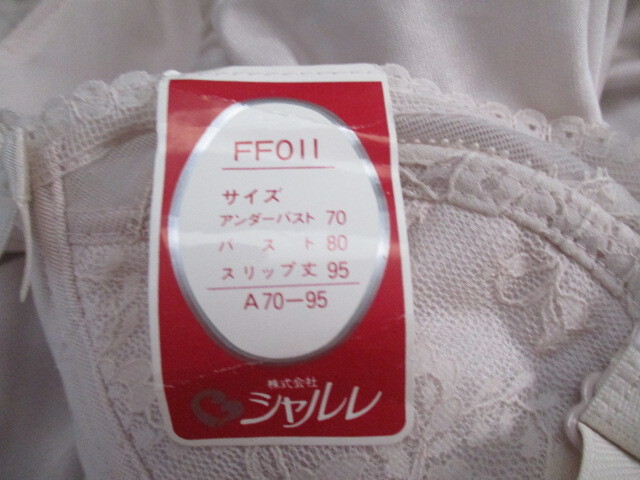 FF011
サイズ
アンダーバスト 70
バスト 80
スリップ丈 95
A70-95
株式会社
シャルレ